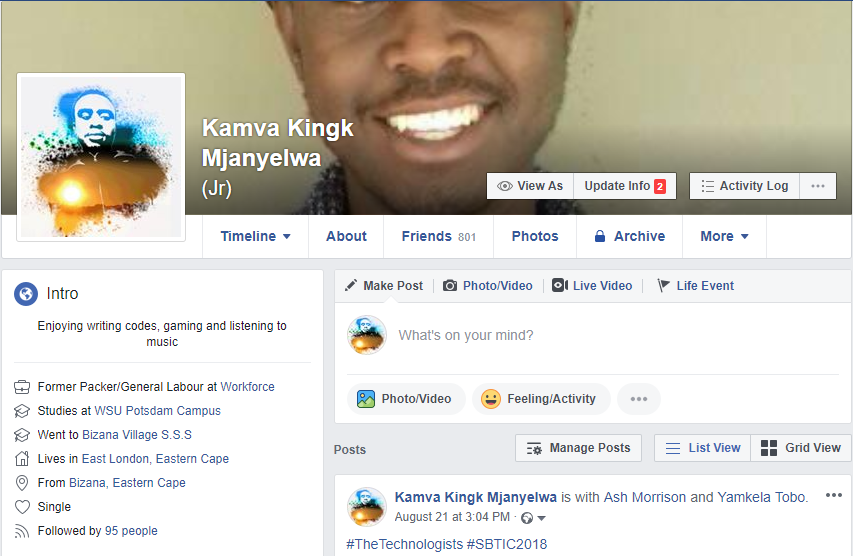 Kamva Kingk
Mjanyelwa
(Jr)
View As
Update Info 2
Activity Log
Timeline
About
Friends 801
Photos
Archive
More
Intro
Enjoying writing codes, gaming and listening to
music
Former Packer/General Labour at Workforce
Studies at WSU Potsdam Campus
Went to Bizana Village S.S.S
Lives in East London, Eastern Cape
From Bizana, Eastern Cape
Single
Followed by 95 people
Make Post
Photo/Video
Live Video
Life Event
What's on your mind?
Photo/Video
Feeling/Activity
Posts
Manage Posts
List View
Grid View
Kamva Kingk Mjanyelwa is with Ash Morrison and Yamkela Tobo.
August 21 at 3:04 PM ·
#TheTechnologists #SBTIC2018